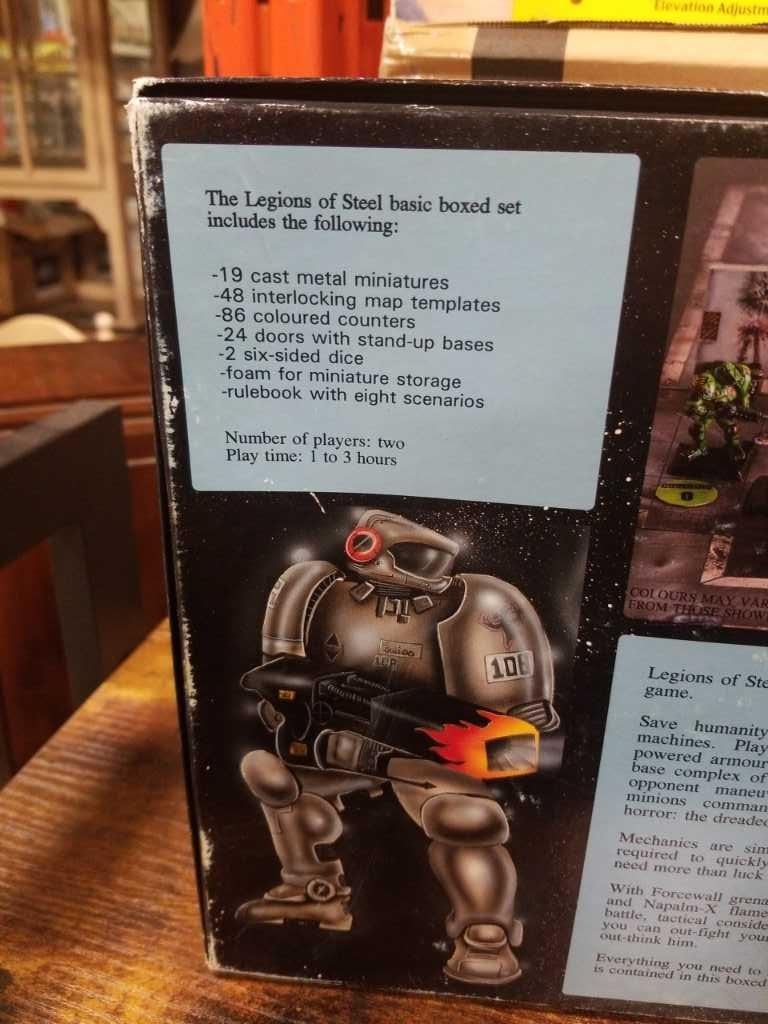 Elevation Adjustm
The Legions of Steel basic boxed set
includes the following:
-19 cast metal miniatures
-48 interlocking map templates
-86 coloured counters
-24 doors with stand-up bases
-2 six-sided dice
-foam for miniature storage
-rulebook with eight scenarios
Number of players: two
Play time: 1 to 3 hours
108
COLOURS MAY VAR
FROM THOSE SHOW
Legions of Ste
game.
Save humanity
machines. Play
powered armour
base complex of
opponent maneu
minions comman
horror: the dreaded
Mechanics are sim
required to quickly
need more than luck
With Forcewall grena
and Napalm-X flame
battle, tactical conside
you can out-fight your
out-think him.
Everything you need to
is contained in this boxed